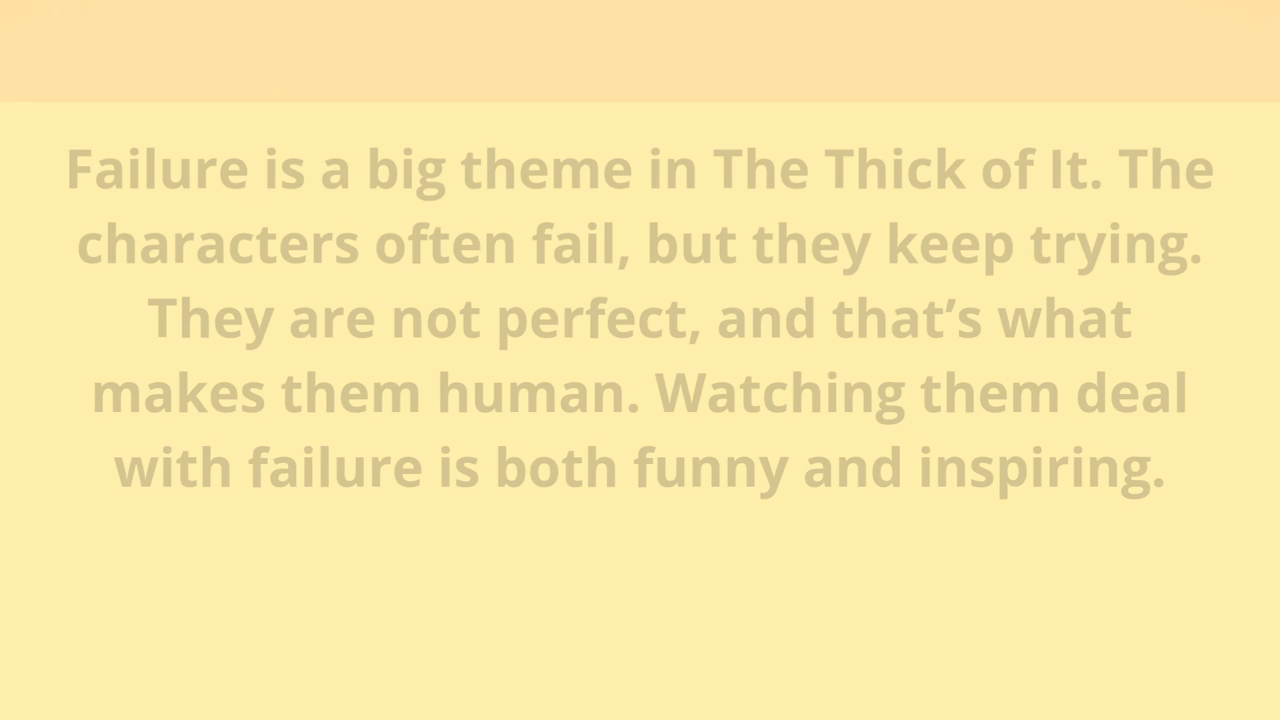 Failure is a big theme in The Thick of It. The
characters often fail, but they keep trying.
They are not perfect, and that’s what
makes them human. Watching them deal
with failure is both funny and inspiring.